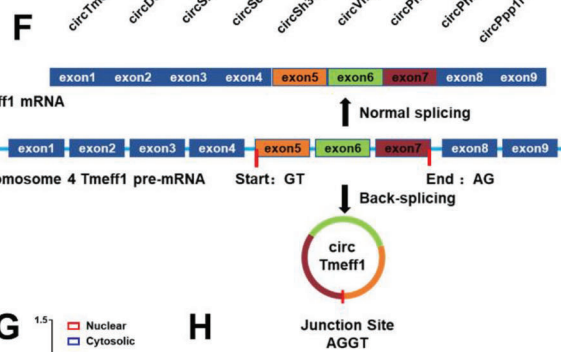 F
exon1 exon2 exon3 exon4 exon5 exon6 exon7 exon8 exon9
ff1 mRNA
Normal splicing
exon1 exon2 exon3 exon4 exon5 exon6 exon7 exon8 exon9
omosome 4 Tmeff1 pre-mRNA
Start: GT
End : AG
Back-splicing
circ
Tmeff1
Junction Site
AGGT
G
1.5
Nuclear
Cytosolic
H